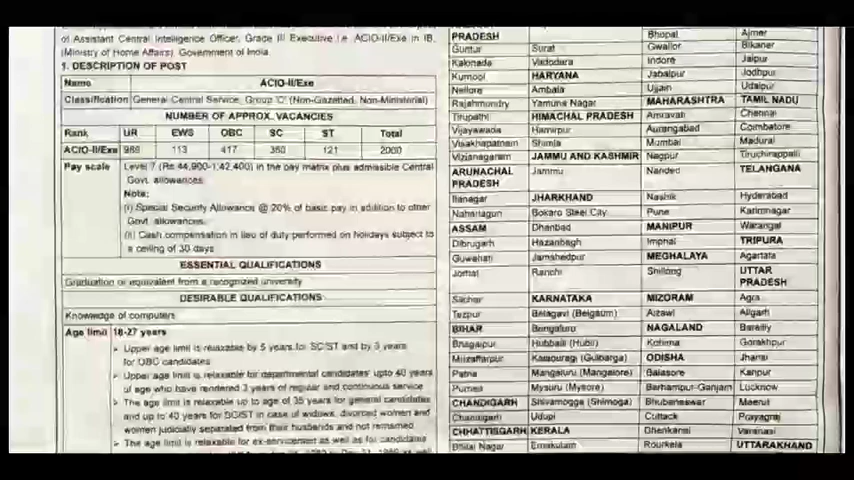 of Assistant Central Intelligence Officer, Grade II/ Executive i.e. ACIO-II/Exe in IB,
(Ministry of Home Affairs), Government of India.
1. DESCRIPTION OF POST
Name ACIO-II/Exe
Classification General Central Service, Group 'C' (Non-Gazetted, Non-Ministerial)
NUMBER OF APPROX. VACANCIES
Rank UR EWS OBC SC ST Total
ACIO-II/Exe 989 113 417 360 121 2000
Pay scale Level 7 (Rs 44,900-1,42,400) in the pay matrix plus admissible Central
Govt. allowances.
Note:
(i) Special Security Allowance @ 20% of basic pay in addition to other
Govt. allowances.
(ii) Cash compensation in lieu of duty performed on holidays subject to
a ceiling of 30 days
ESSENTIAL QUALIFICATIONS
Graduation or equivalent from a recognized university
DESIRABLE QUALIFICATIONS
Knowledge of computers
Age limit 18-27 years
➤ Upper age limit is relaxable by 5 years for SC/ST and by 3 years
for OBC candidates
➤ Upper age limit is relaxable for departmental candidates upto 40 years
of age who have rendered 3 years of regular and continuous service
➤ The age limit is relaxable up to age of 35 years for general candidates
and up to 40 years for SC/ST in case of widows, divorced women and
women judicially separated from their husbands and not remarried
➤ The age limit is relaxable for ex-servicemen as well as for candidates
PRADESH Bhopal Ajmer
Guntur Surat Gwalior Bikaner
Kakinada Vadodara Indore Jaipur
Kurnool HARYANA Jabalpur Jodhpur
Nellore Ambala Ujjain Udaipur
Rajahmundry Yamuna Nagar MAHARASHTRA TAMIL NADU
Tirupathi HIMACHAL PRADESH Amravati Chennai
Vijayawada Hamirpur Aurangabad Coimbatore
Visakhapatnam Shimla Mumbai Madurai
Vizianagaram JAMMU AND KASHMIR Nagpur Tiruchirappalli
ARUNACHAL PRADESH Jammu Nanded TELANGANA
Itanagar JHARKHAND Nashik Hyderabad
Naharlagun Bokaro Steel City Pune Karimnagar
ASSAM Dhanbad MANIPUR Warangal
Dibrugarh Hazaribagh Imphal TRIPURA
Guwahati Jamshedpur MEGHALAYA Agartala
Jorhat Ranchi Shillong UTTAR PRADESH
Silchar KARNATAKA MIZORAM Agra
Tezpur Belagavi (Belgaum) Aizawl Aligarh
BIHAR Bengaluru NAGALAND Bareilly
Bhagalpur Hubballi (Hubli) Kohima Gorakhpur
Muzaffarpur Kalaburagi (Gulbarga) ODISHA Jhansi
Patna Mangaluru (Mangalore) Balasore Kanpur
Purnea Mysuru (Mysore) Berhampur-Ganjam Lucknow
CHANDIGARH Shivamogga (Shimoga) Bhubaneswar Meerut
Chandigarh Udupi Cuttack Prayagraj
CHHATTISGARH KERALA Dhenkanal Varanasi
Bhilai Nagar Ernakulam Rourkela UTTARAKHAND